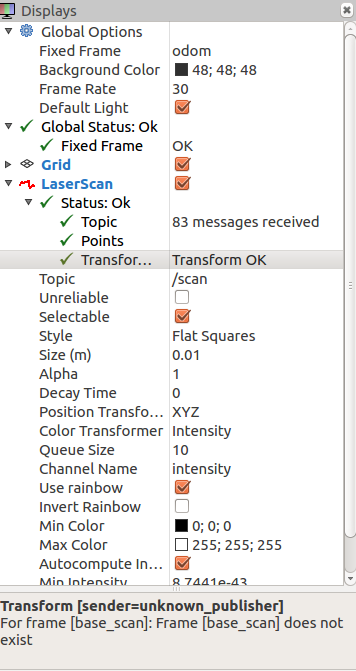 Displays
Global Options
Fixed Frame odom
Background Color 48; 48; 48
Frame Rate 30
Default Light
Global Status: Ok
Fixed Frame OK
Grid
LaserScan
Status: Ok
Topic 83 messages received
Points
Transfor... Transform OK
Topic /scan
Unreliable
Selectable
Style Flat Squares
Size (m) 0.01
Alpha 1
Decay Time 0
Position Transfo... XYZ
Color Transformer Intensity
Queue Size 10
Channel Name intensity
Use rainbow
Invert Rainbow
Min Color 0; 0; 0
Max Color 255; 255; 255
Autocompute In...
Min Intensity 8.7441e-43
Transform [sender=unknown_publisher]
For frame [base_scan]: Frame [base_scan] does not
exist